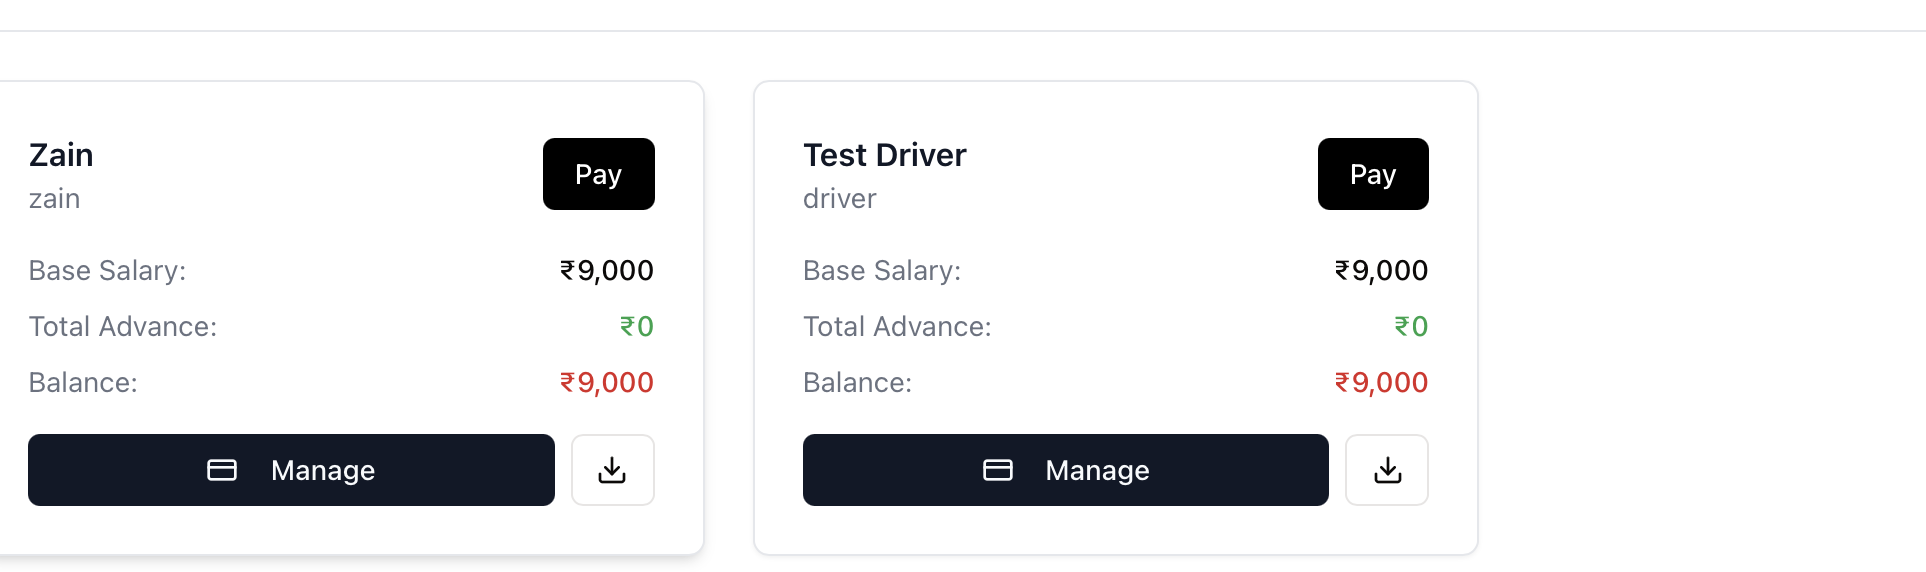 Zain
Pay
zain
Base Salary: ₹9,000
Total Advance: ₹0
Balance: ₹9,000
Manage
Test Driver
Pay
driver
Base Salary: ₹9,000
Total Advance: ₹0
Balance: ₹9,000
Manage